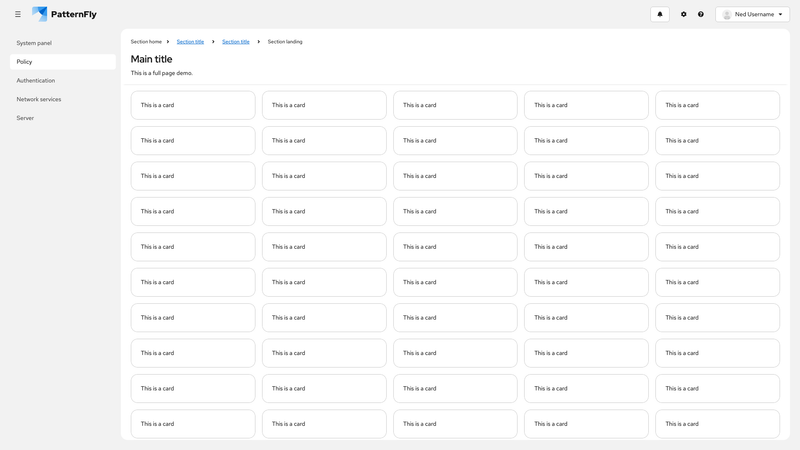 PatternFly
Ned Username
System panel
Policy
Authentication
Network services
Server
Section home Section title Section title Section landing
Main title
This is a full page demo.
This is a card This is a card This is a card This is a card This is a card
This is a card This is a card This is a card This is a card This is a card
This is a card This is a card This is a card This is a card This is a card
This is a card This is a card This is a card This is a card This is a card
This is a card This is a card This is a card This is a card This is a card
This is a card This is a card This is a card This is a card This is a card
This is a card This is a card This is a card This is a card This is a card
This is a card This is a card This is a card This is a card This is a card
This is a card This is a card This is a card This is a card This is a card
This is a card This is a card This is a card This is a card This is a card